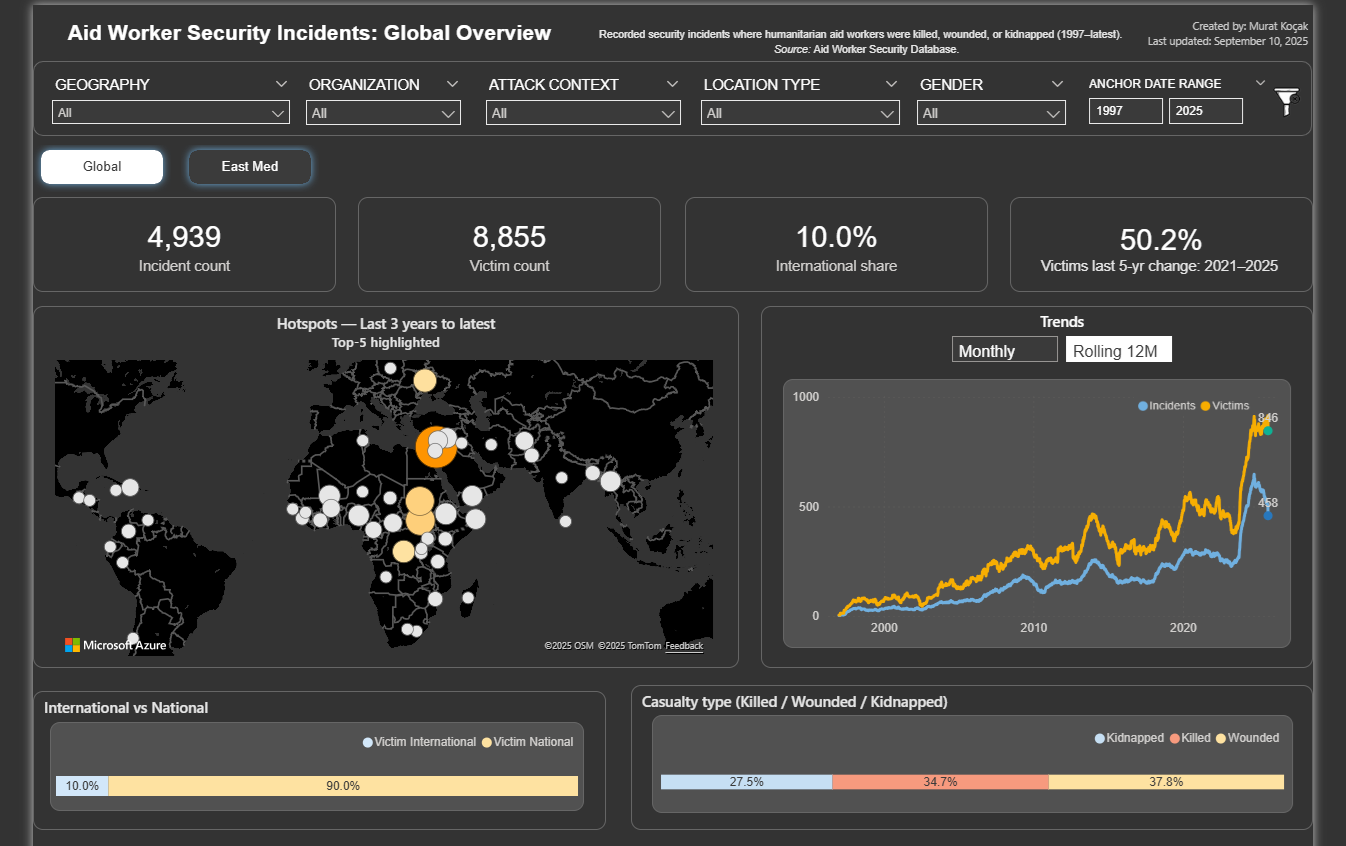 Aid Worker Security Incidents: Global Overview
Recorded security incidents where humanitarian aid workers were killed, wounded, or kidnapped (1997–latest).
Source: Aid Worker Security Database.
Created by: Murat Koçak
Last updated: September 10, 2025
GEOGRAPHY
All
ORGANIZATION
All
ATTACK CONTEXT
All
LOCATION TYPE
All
GENDER
All
ANCHOR DATE RANGE
1997 2025
Global
East Med
4,939
Incident count
8,855
Victim count
10.0%
International share
50.2%
Victims last 5-yr change: 2021–2025
Hotspots — Last 3 years to latest
Top-5 highlighted
Microsoft Azure
©2025 OSM ©2025 TomTom Feedback
Trends
Monthly
Rolling 12M
Incidents Victims
1000
500
0
846
458
2000 2010 2020
International vs National
Victim International Victim National
10.0% 90.0%
Casualty type (Killed / Wounded / Kidnapped)
Kidnapped Killed Wounded
27.5% 34.7% 37.8%